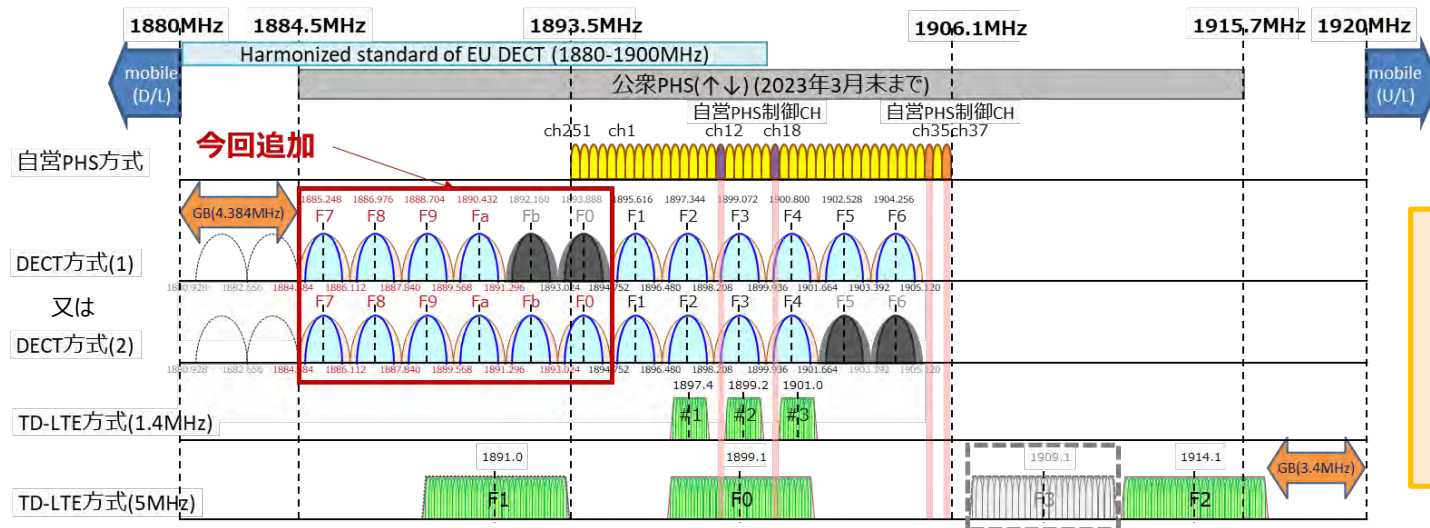 1880MHz 1884.5MHz 1893.5MHz 1906.1MHz 1915.7MHz 1920MHz
Harmonized standard of EU DECT (1880-1900MHz)
mobile
(D/L)
mobile
(U/L)
公衆PHS(↑↓) (2023年3月末まで)
自営PHS制御CH 自営PHS制御CH
ch251 ch1 ch12 ch18 ch35 ch37
今回追加
自営PHS方式
GB(4.384MHz)
1885.248 1886.976 1888.704 1890.432 1892.160 1893.888 1895.616 1897.344 1899.072 1900.800 1902.528 1904.256
F7 F8 F9 Fa Fb F0 F1 F2 F3 F4 F5 F6
DECT方式(1)
1880.928 1882.656 1884.384 1886.112 1887.840 1889.568 1891.296 1893.024 1894.752 1896.480 1898.208 1899.936 1901.664 1903.392 1905.120
又は
F7 F8 F9 Fa Fb F0 F1 F2 F3 F4 F5 F6
DECT方式(2)
1880.928 1882.656 1884.384 1886.112 1887.840 1889.568 1891.296 1893.024 1894.752 1896.480 1898.208 1899.936 1901.664 1903.392 1905.120
1897.4 1899.2 1901.0
TD-LTE方式(1.4MHz)
#1 #2 #3
1891.0 1899.1 1909.1 1914.1
GB(3.4MHz)
TD-LTE方式(5MHz)
F1 F0 F3 F2